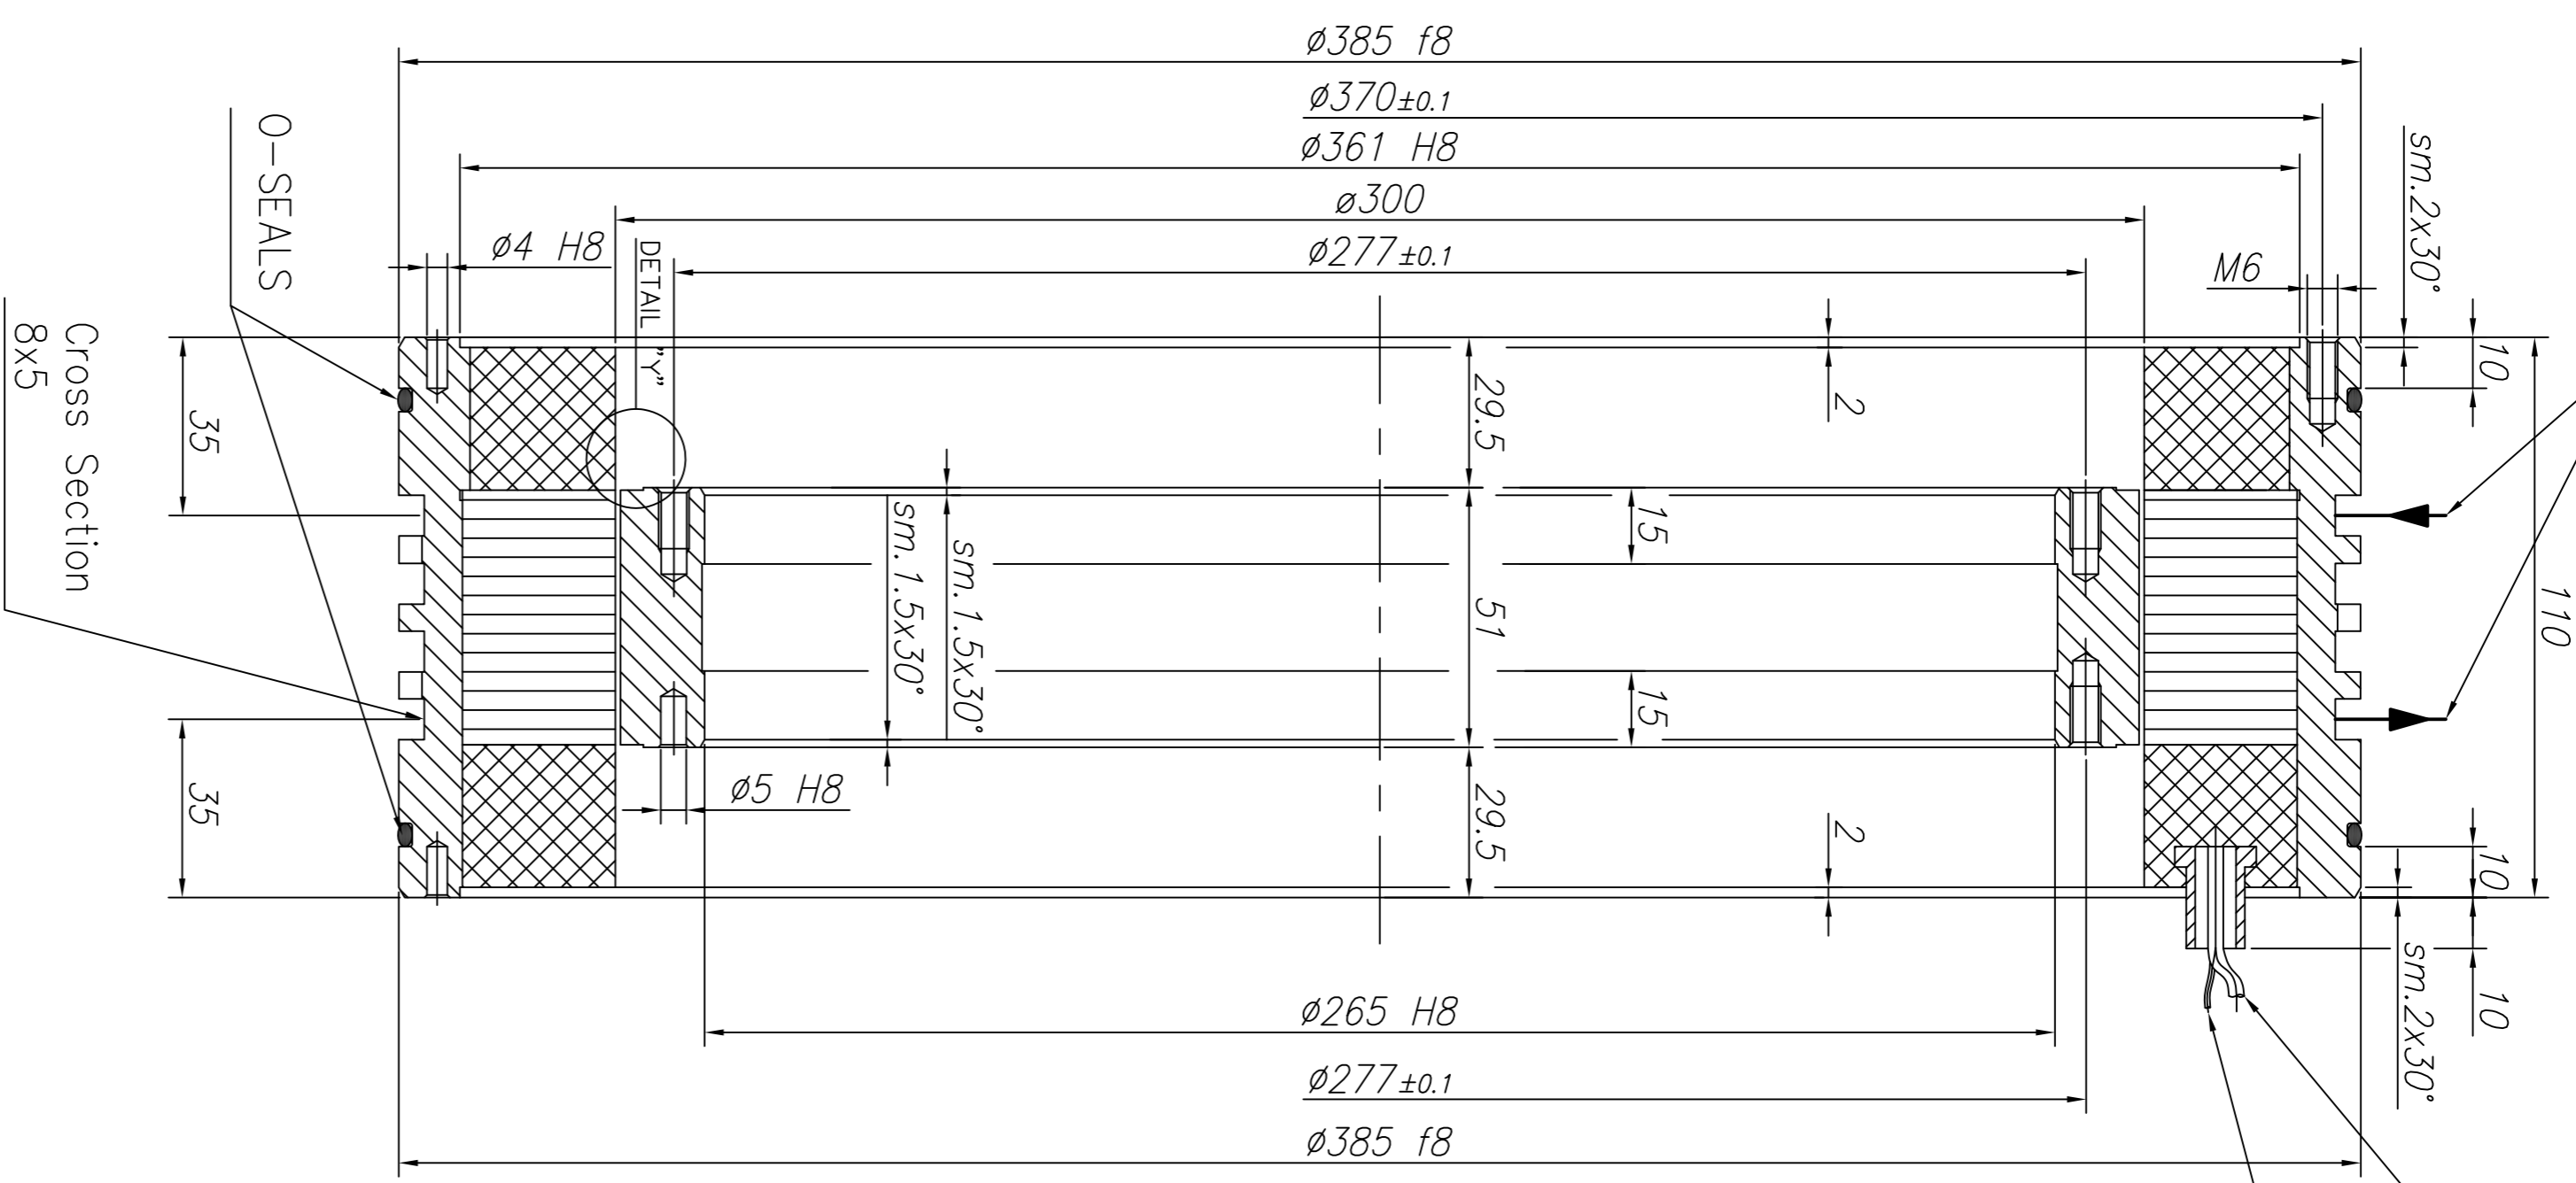 ø385 f8
ø370±0.1
ø361 H8
ø300
ø277±0.1
ø4 H8
M6
sm.2x30°
10
110
O-SEALS
DETAIL "Y"
Cross Section
8x5
35
35
29.5
2
15
51
15
sm.1.5x30°
sm.1.5x30°
ø5 H8
29.5
2
10
10
sm.2x30°
ø265 H8
ø277±0.1
ø385 f8